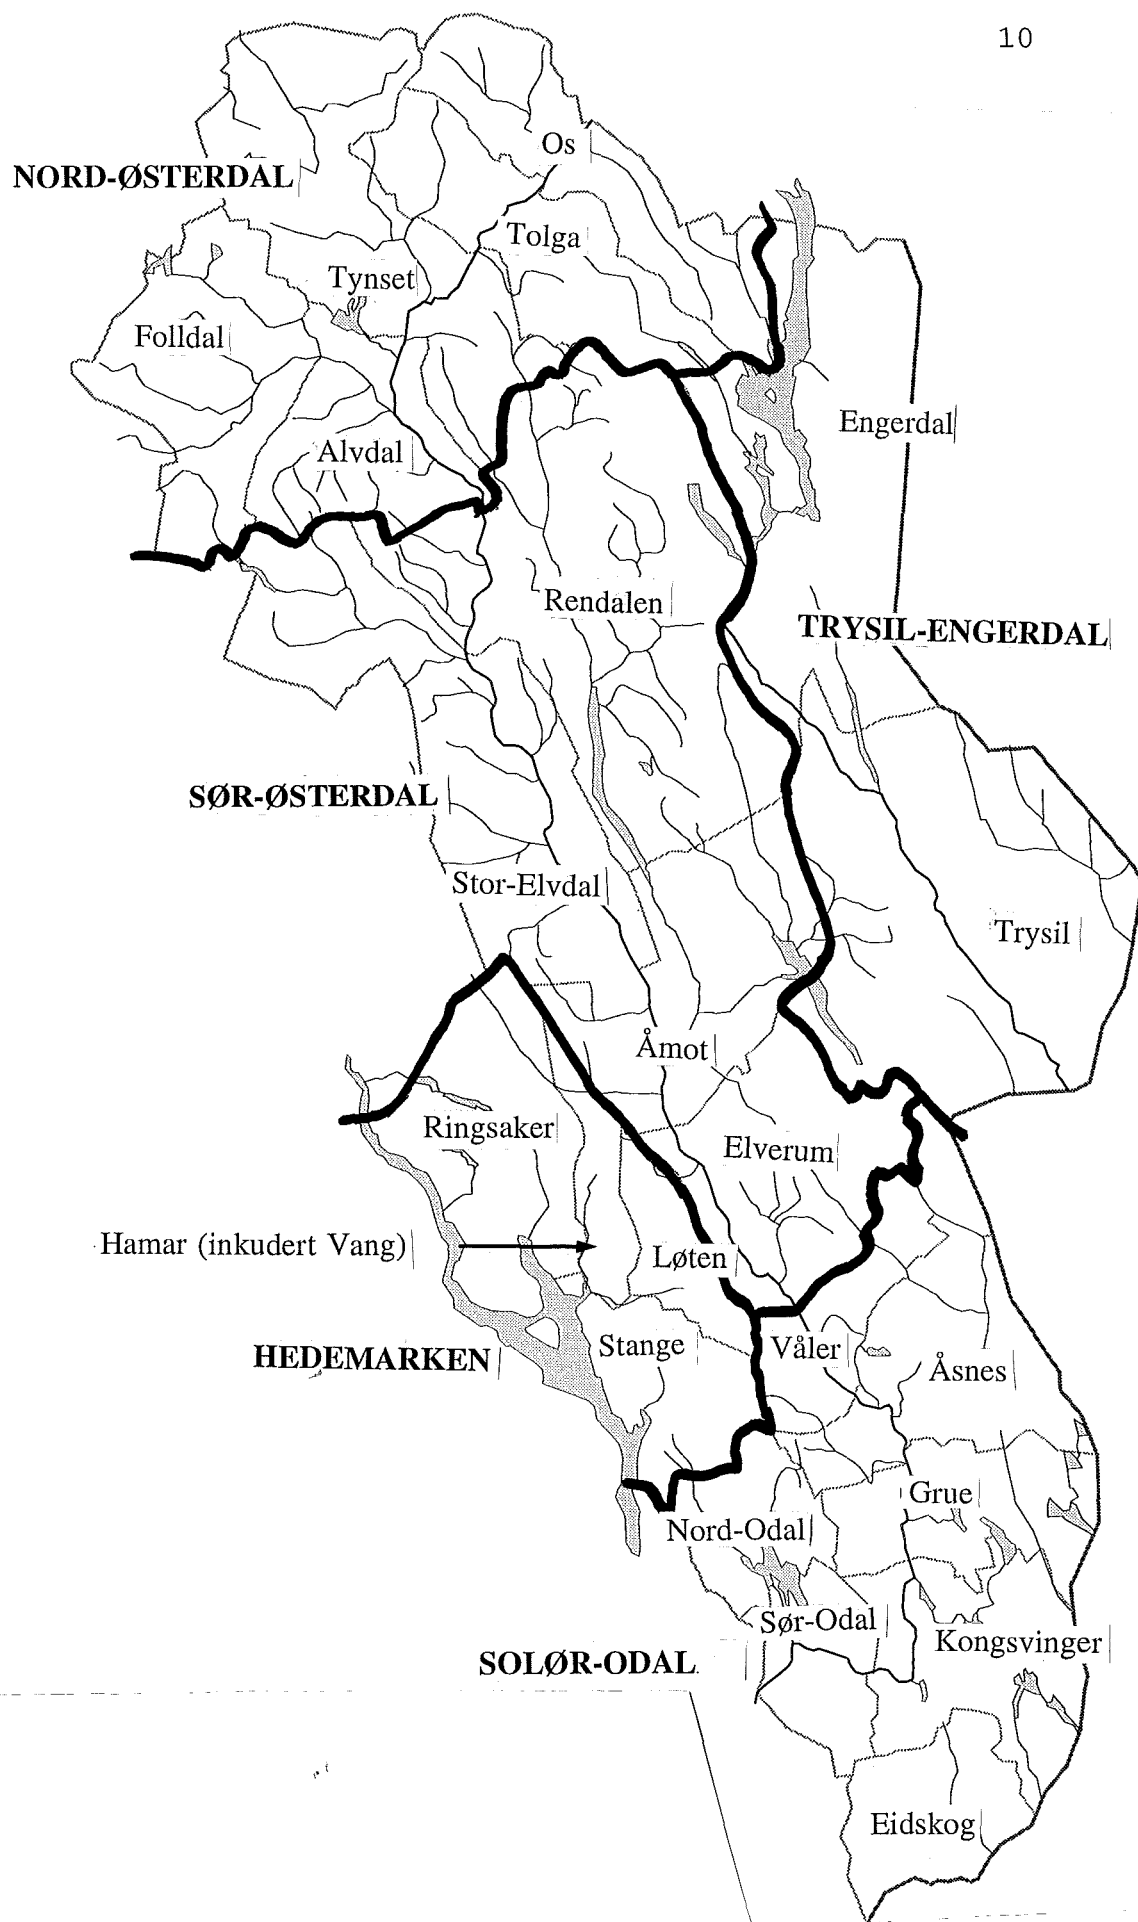 10
Os
NORD-ØSTERDAL
Tolga
Tynset
Folldal
Engerdal
Alvdal
Rendalen
TRYSIL-ENGERDAL
SØR-ØSTERDAL
Stor-Elvdal
Trysil
Åmot
Ringsaker
Elverum
Hamar (inkudert Vang)
Løten
Stange
Våler
HEDEMARKEN
Åsnes
Grue
Nord-Odal
Sør-Odal
Kongsvinger
SOLØR-ODAL
Eidskog